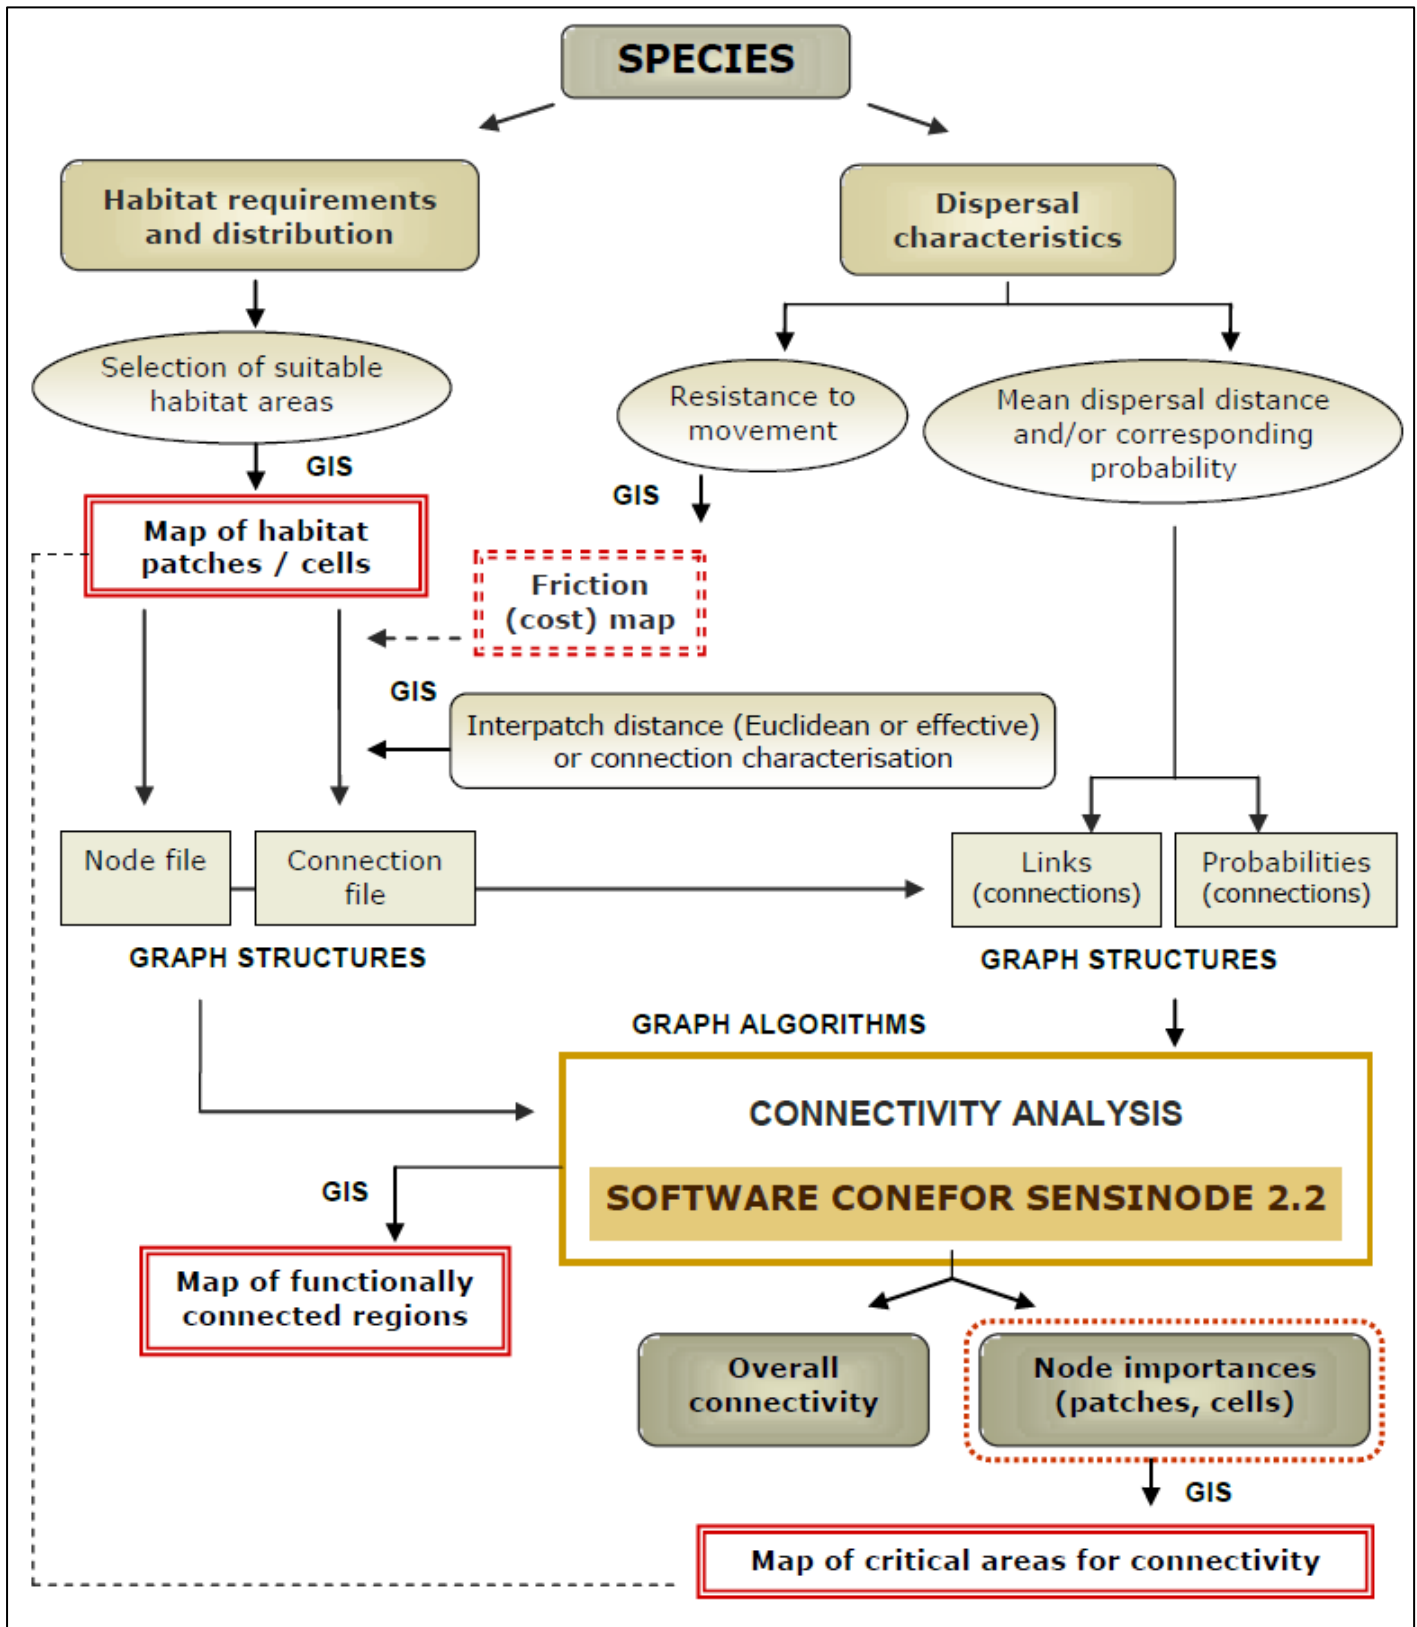 SPECIES
Habitat requirements
and distribution
Dispersal
characteristics
Selection of suitable
habitat areas
Resistance to
movement
Mean dispersal distance
and/or corresponding
probability
GIS
GIS
Map of habitat
patches / cells
Friction
(cost) map
GIS
Interpatch distance (Euclidean or effective)
or connection characterisation
Node file
Connection
file
Links
(connections)
Probabilities
(connections)
GRAPH STRUCTURES
GRAPH STRUCTURES
GRAPH ALGORITHMS
CONNECTIVITY ANALYSIS
SOFTWARE CONEFOR SENSINODE 2.2
GIS
Map of functionally
connected regions
Overall
connectivity
Node importances
(patches, cells)
GIS
Map of critical areas for connectivity